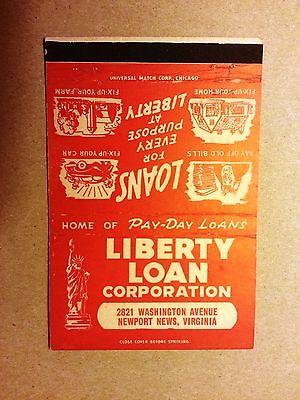 UNIVERSAL MATCH CORP., CHICAGO
LOANS
FOR
EVERY
PURPOSE
AT
LIBERTY
FIX-UP YOUR CAR
PAY OFF OLD BILLS
FIX-UP YOUR FARM
FIX-UP YOUR HOME
HOME OF PAY-DAY LOANS
LIBERTY
LOAN
CORPORATION
2821 WASHINGTON AVENUE
NEWPORT NEWS, VIRGINIA
CLOSE COVER BEFORE STRIKING